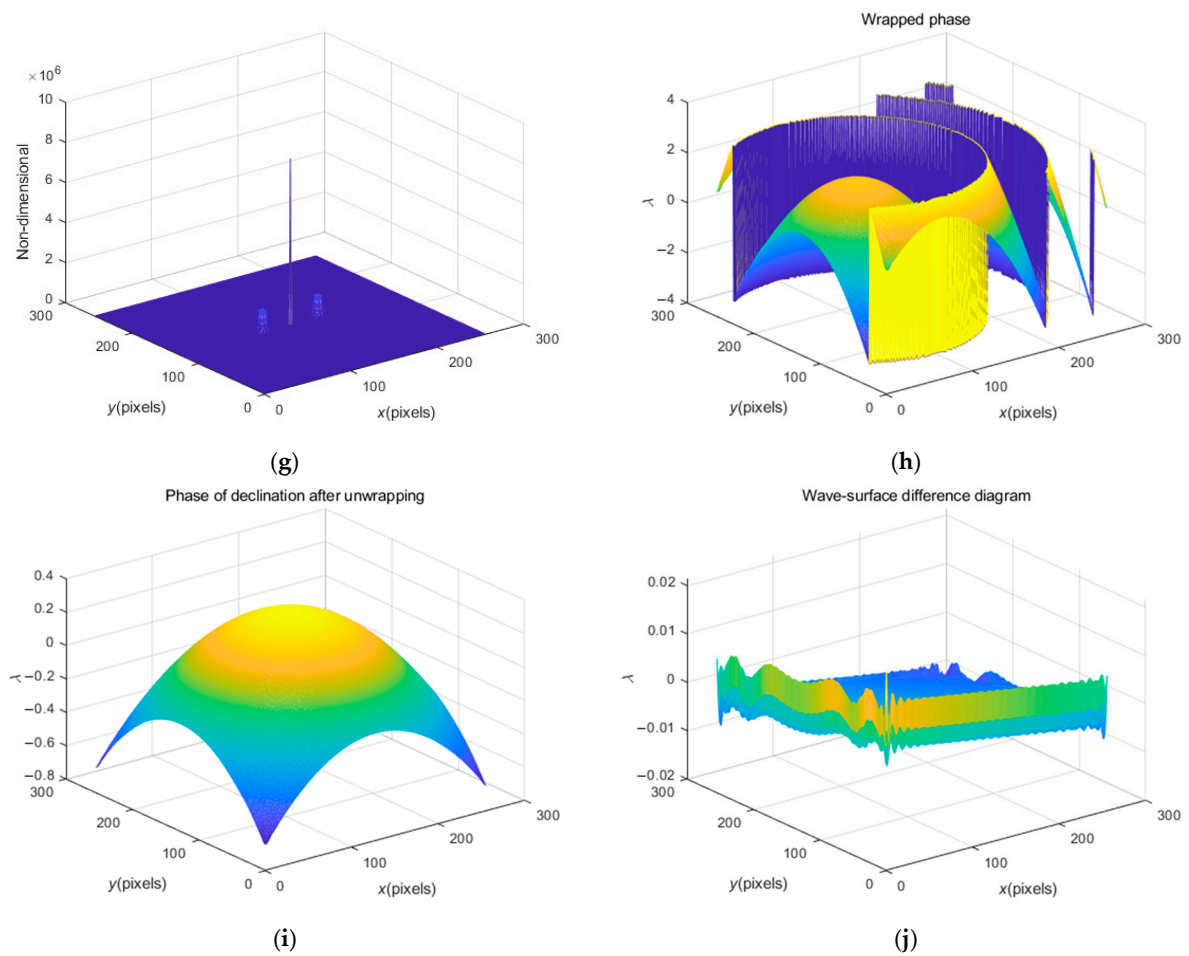 Wrapped phase
× 10⁶
10
8
6
4
2
0
Non-dimensional
300
200
100
0
y(pixels)
0
100
200
300
x(pixels)
(g)
4
2
0
−2
−4
λ
300
200
100
0
y(pixels)
0
100
200
300
x(pixels)
(h)
Phase of declination after unwrapping
0.4
0.2
0
−0.2
−0.4
−0.6
−0.8
λ
300
200
100
0
y(pixels)
0
100
200
300
x(pixels)
(i)
Wave-surface difference diagram
0.02
0.01
0
−0.01
−0.02
λ
300
200
100
0
y(pixels)
0
100
200
300
x(pixels)
(j)